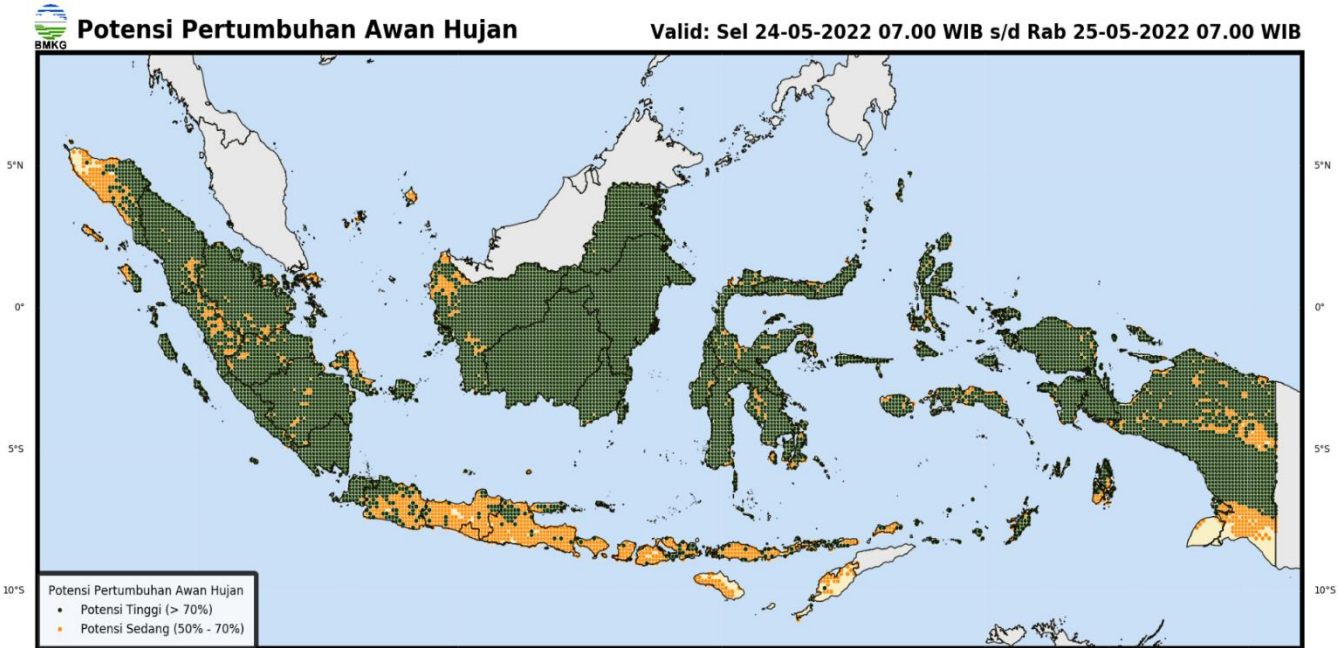 BMKG
Potensi Pertumbuhan Awan Hujan
Valid: Sel 24-05-2022 07.00 WIB s/d Rab 25-05-2022 07.00 WIB
5°N
5°N
0°
0°
5°S
5°S
10°S
10°S
Potensi Pertumbuhan Awan Hujan
Potensi Tinggi (> 70%)
Potensi Sedang (50% - 70%)